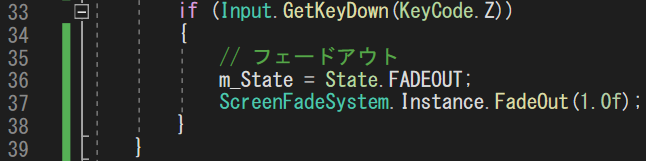 33 if (Input.GetKeyDown(KeyCode.Z))
34 {
35 // フェードアウト
36 m_State = State.FADEOUT;
37 ScreenFadeSystem.Instance.FadeOut(1.0f);
38 }
39 }